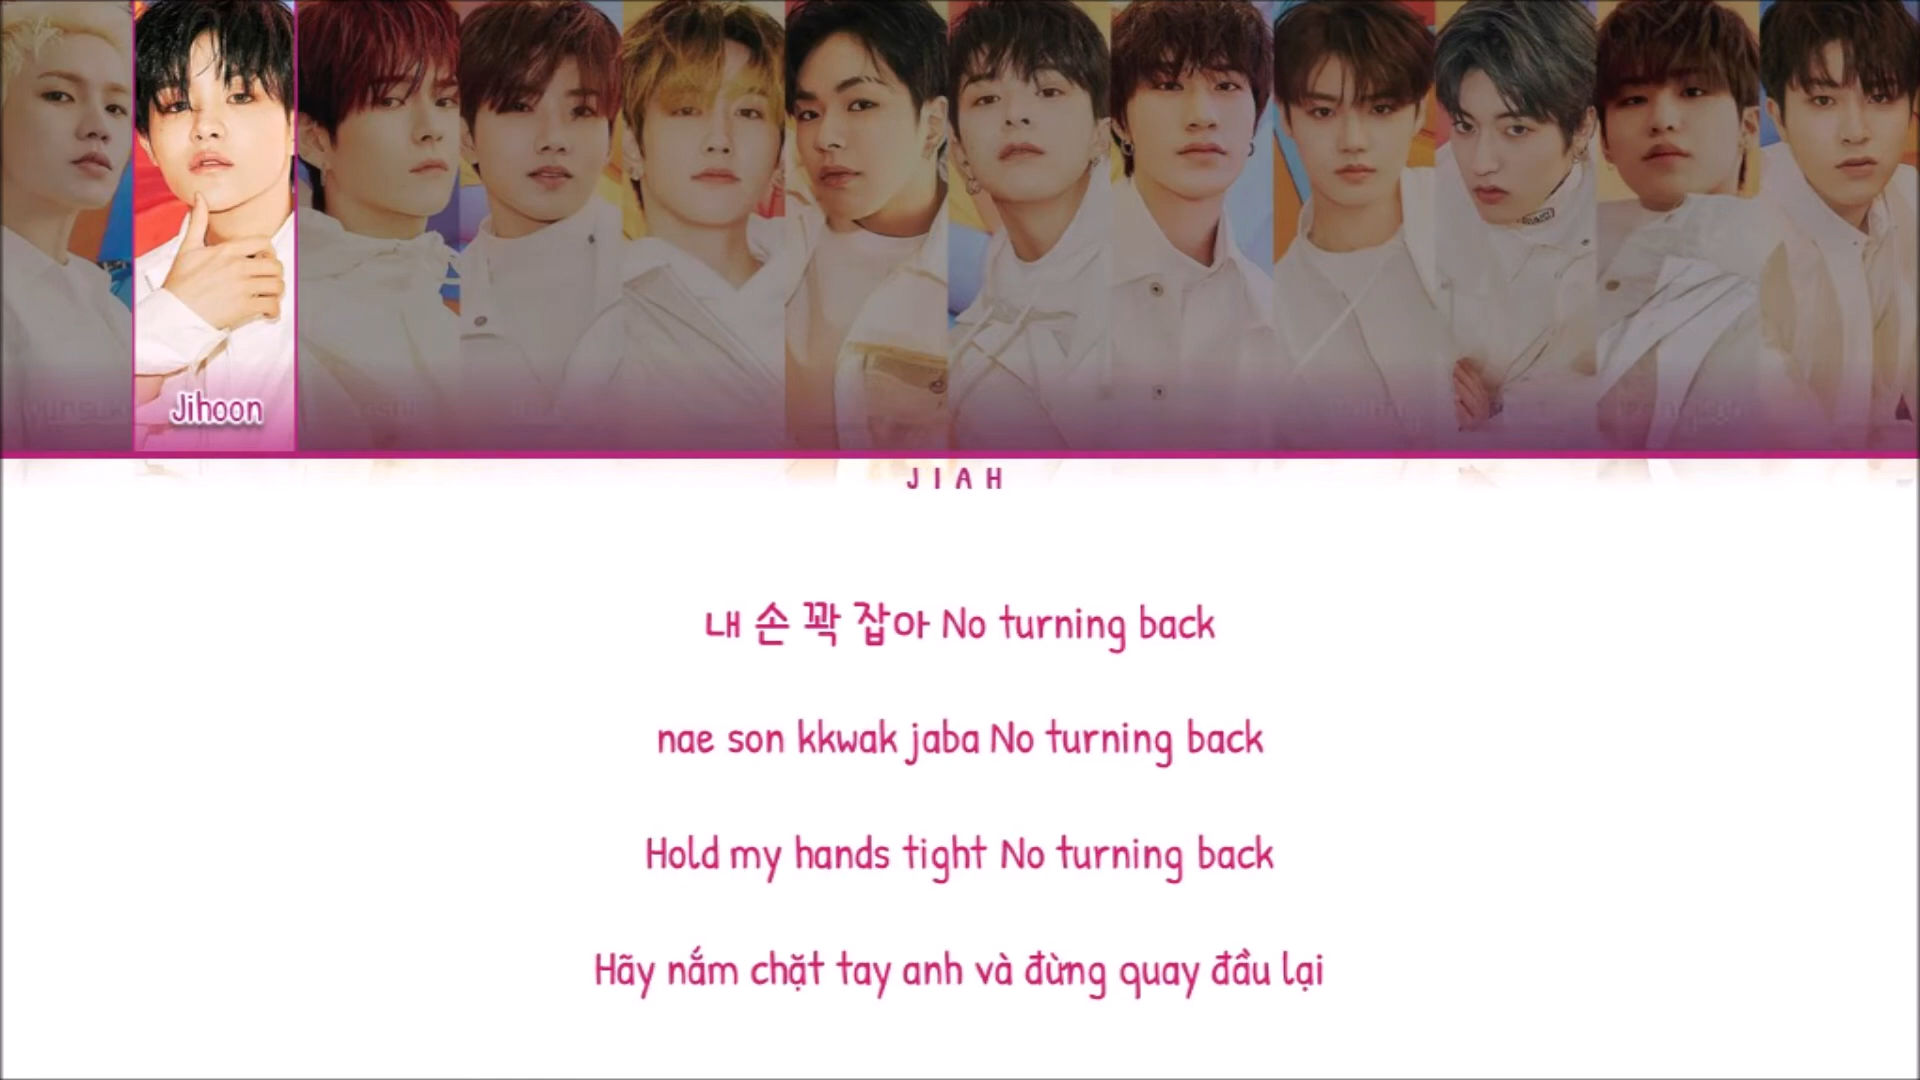 Jihoon
JIAH
내 손 꽉 잡아 No turning back
nae son kkwak jaba No turning back
Hold my hands tight No turning back
Hãy nắm chặt tay anh và đừng quay đầu lại